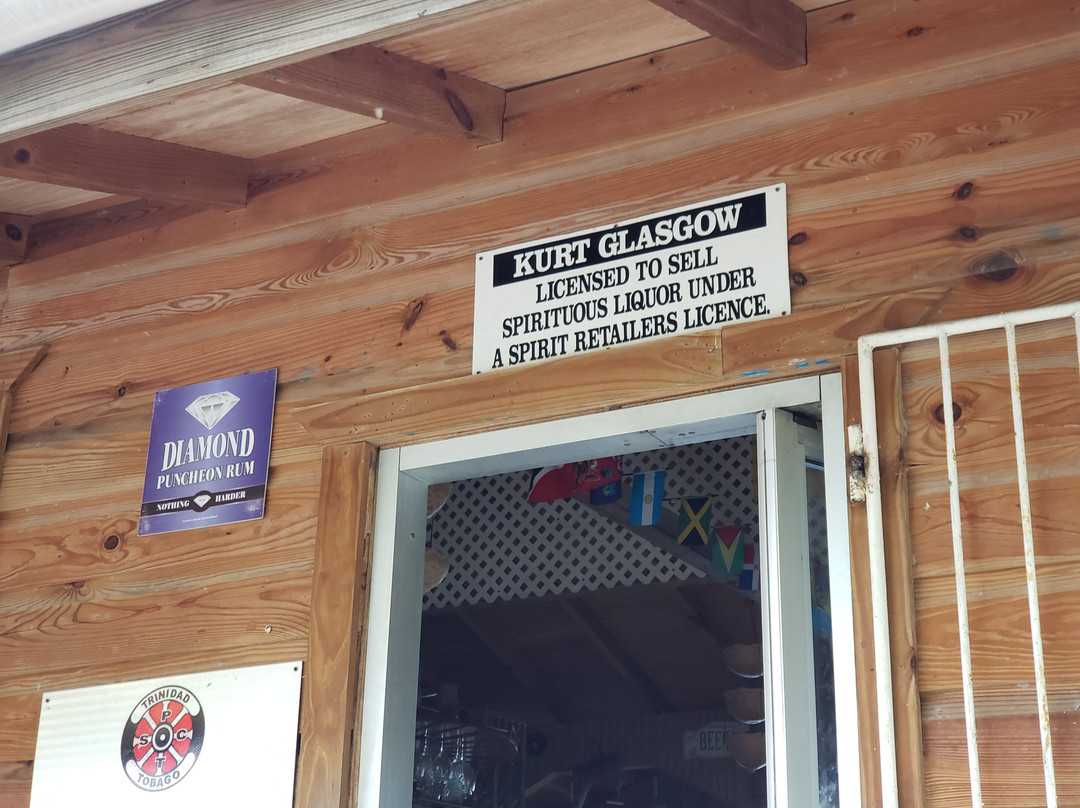 KURT GLASGOW
LICENSED TO SELL
SPIRITUOUS LIQUOR UNDER
A SPIRIT RETAILERS LICENCE.
DIAMOND
PUNCHEON RUM
NOTHING HARDER
TRINIDAD
P
S C
T
TOBAGO
BEER